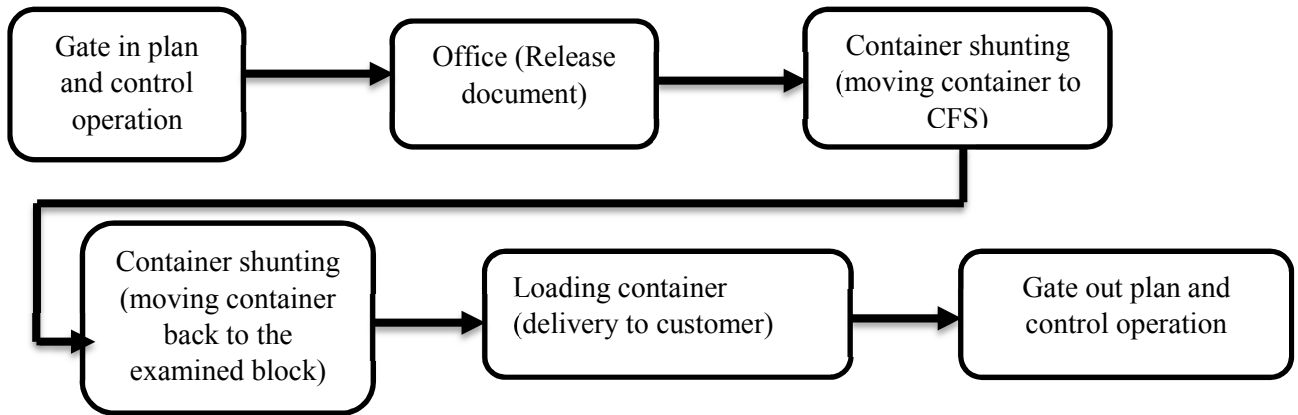 Gate in plan
and control
operation
Office (Release
document)
Container shunting
(moving container to
CFS)
Container shunting
(moving container
back to the
examined block)
Loading container
(delivery to customer)
Gate out plan and
control operation